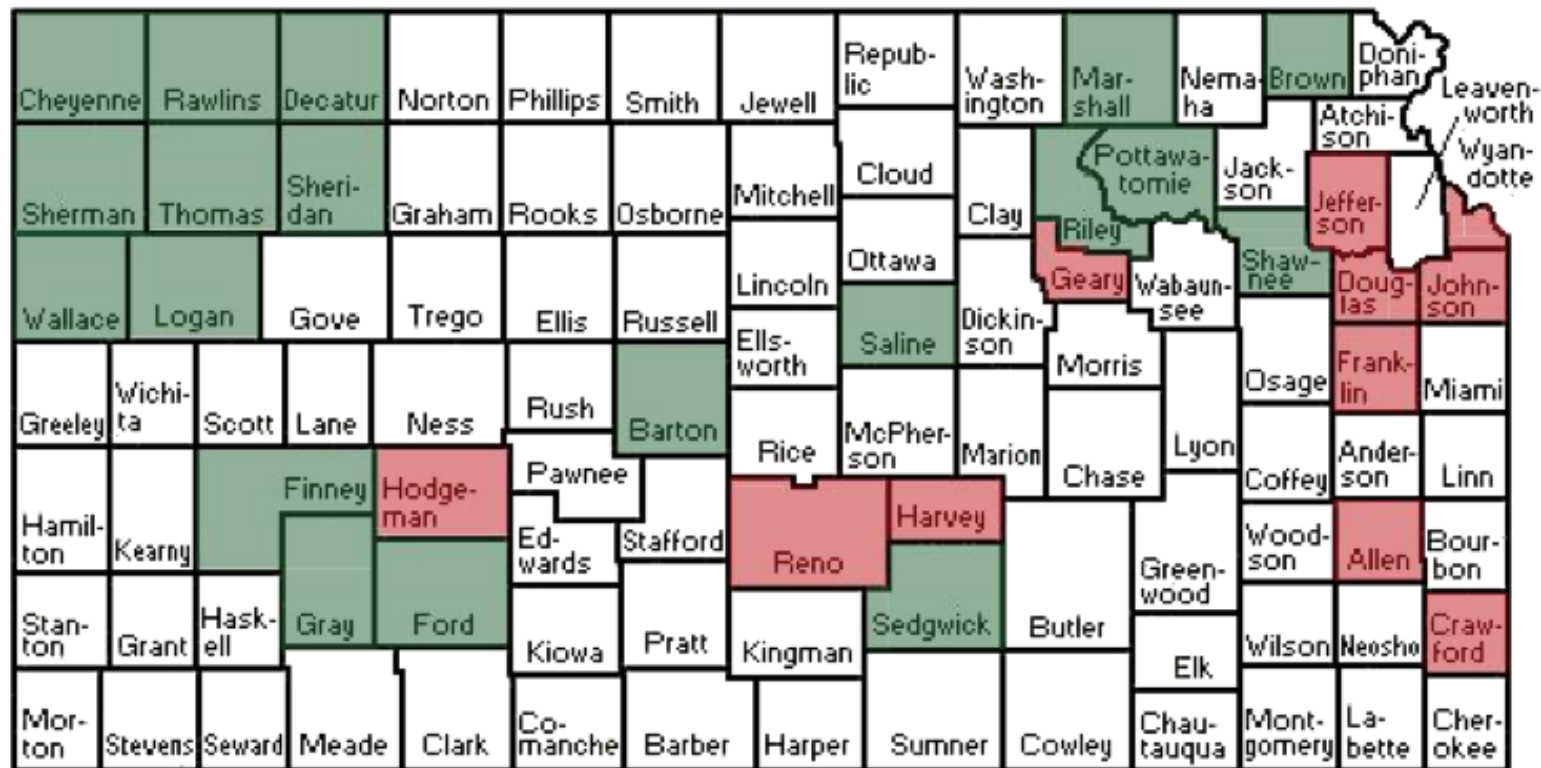 Cheyenne
Rawlins
Decatur
Norton
Phillips
Smith
Jewell
Repub-
lic
Wash-
ington
Mar-
shall
Nema-
ha
Brown
Doni-
phan
Leaven-
worth
Atchi-
son
Wyan-
dotte
Sherman
Thomas
Sheri-
dan
Graham
Rooks
Osborne
Mitchell
Cloud
Clay
Pottawa-
tomie
Riley
Jack-
son
Jeffer-
son
Wallace
Logan
Gove
Trego
Ellis
Russell
Lincoln
Ottawa
Geary
Wabaun-
see
Shaw-
nee
Doug-
las
John-
son
Ells-
worth
Saline
Dickin-
son
Morris
Osage
Frank-
lin
Miami
Greeley
Wichi-
ta
Scott
Lane
Ness
Rush
Barton
Rice
McPher-
son
Marion
Chase
Lyon
Coffey
Ander-
son
Linn
Hamil-
ton
Kearny
Finney
Hodge-
man
Pawnee
Ed-
wards
Stafford
Reno
Harvey
Green-
wood
Wood-
son
Allen
Bour-
bon
Stan-
ton
Grant
Hask-
ell
Gray
Ford
Kiowa
Pratt
Kingman
Sedgwick
Butler
Elk
Wilson
Neosho
Craw-
ford
Mor-
ton
Stevens
Seward
Meade
Clark
Co-
manche
Barber
Harper
Sumner
Cowley
Chau-
tauqua
Mont-
gomery
La-
bette
Cher-
okee